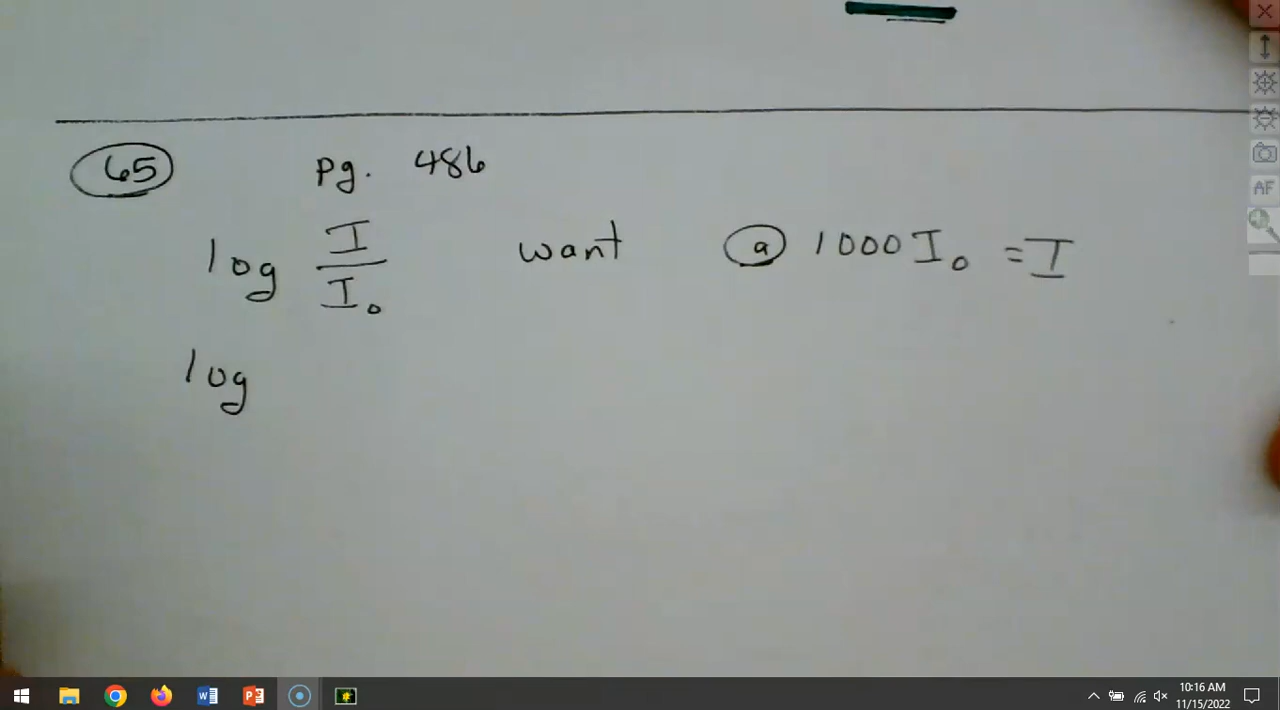 65 pg. 486
log I/I₀ want a 1000 I₀ = I
log
AF
10:16 AM
11/15/2022